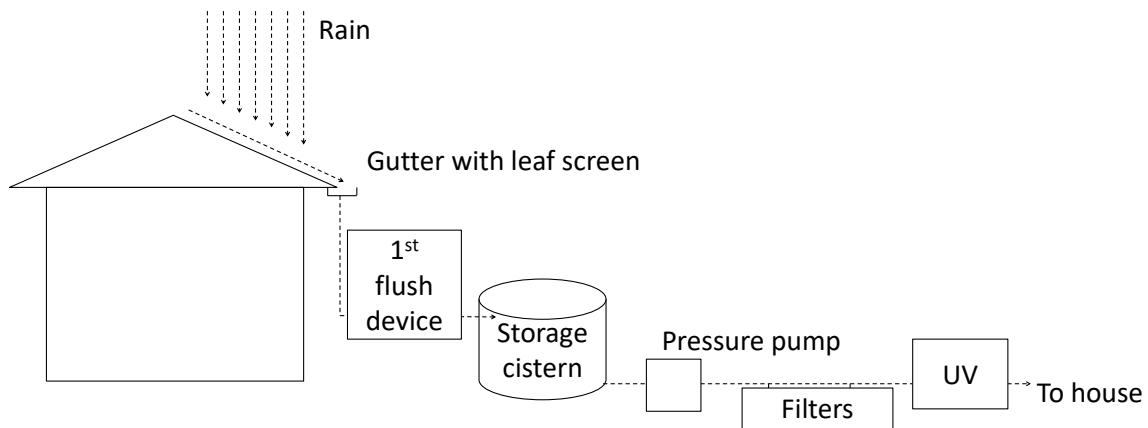 Rain
Gutter with leaf screen
1st
flush
device
Storage
cistern
Pressure pump
Filters
UV
To house